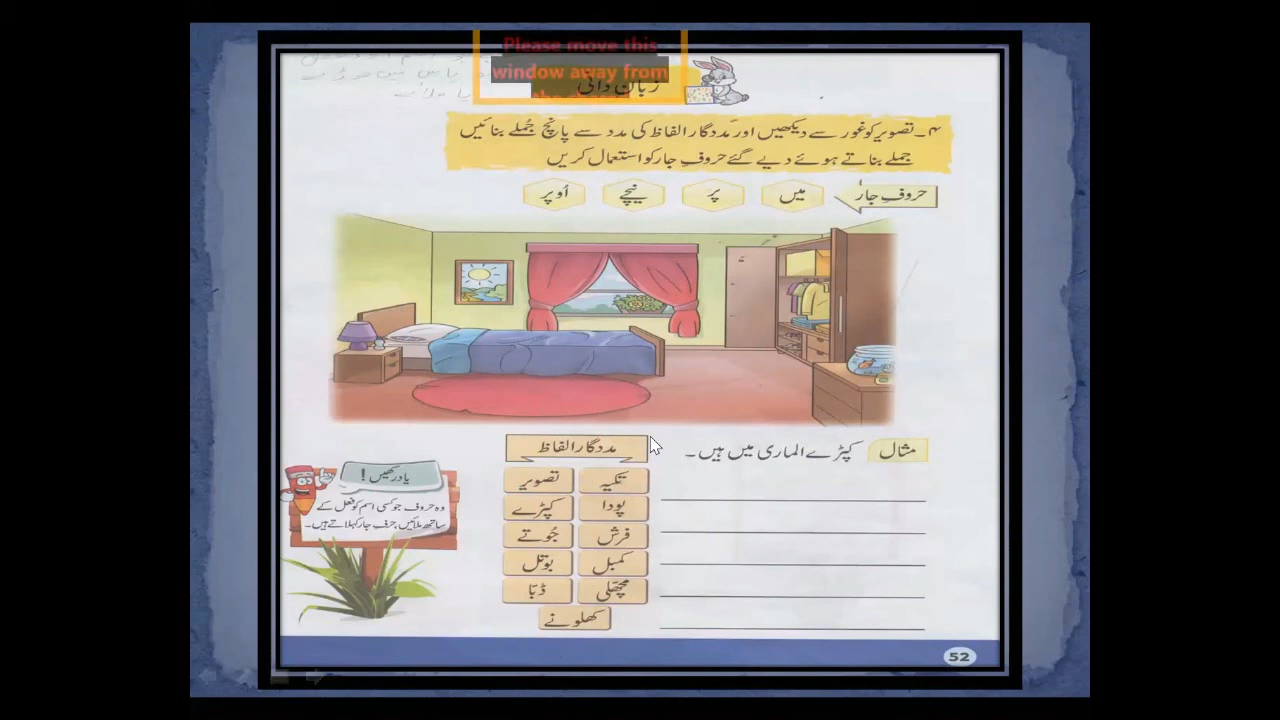 Please move this
window away from
زبان دانی
۴۔ تصویر کو غور سے دیکھیں اور مددگار الفاظ کی مدد سے پانچ جُملے بنائیں
جملے بناتے ہوئے دیے گئے حروفِ جار کو استعمال کریں
حروفِ جار میں پر نیچے اُوپر
مثال کپڑے الماری میں ہیں۔
مددگار الفاظ
تکیہ تصویر
پودا کپڑے
فرش جُوتے
کمبل بوتل
مچھلی ڈبّا
کھلونے
یاد رکھیں!
وہ حروف جو کسی اسم کو فعل کے
ساتھ ملائیں حرف جار کہلاتے ہیں۔
52